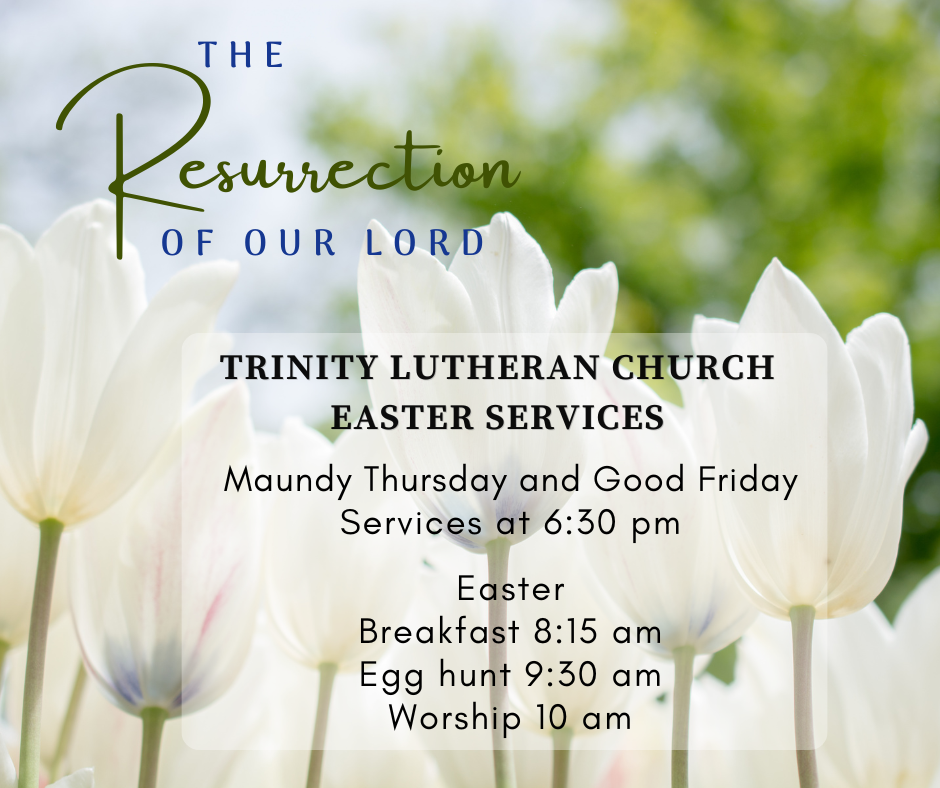 THE
Resurrection
OF OUR LORD
TRINITY LUTHERAN CHURCH
EASTER SERVICES
Maundy Thursday and Good Friday
Services at 6:30 pm
Easter
Breakfast 8:15 am
Egg hunt 9:30 am
Worship 10 am